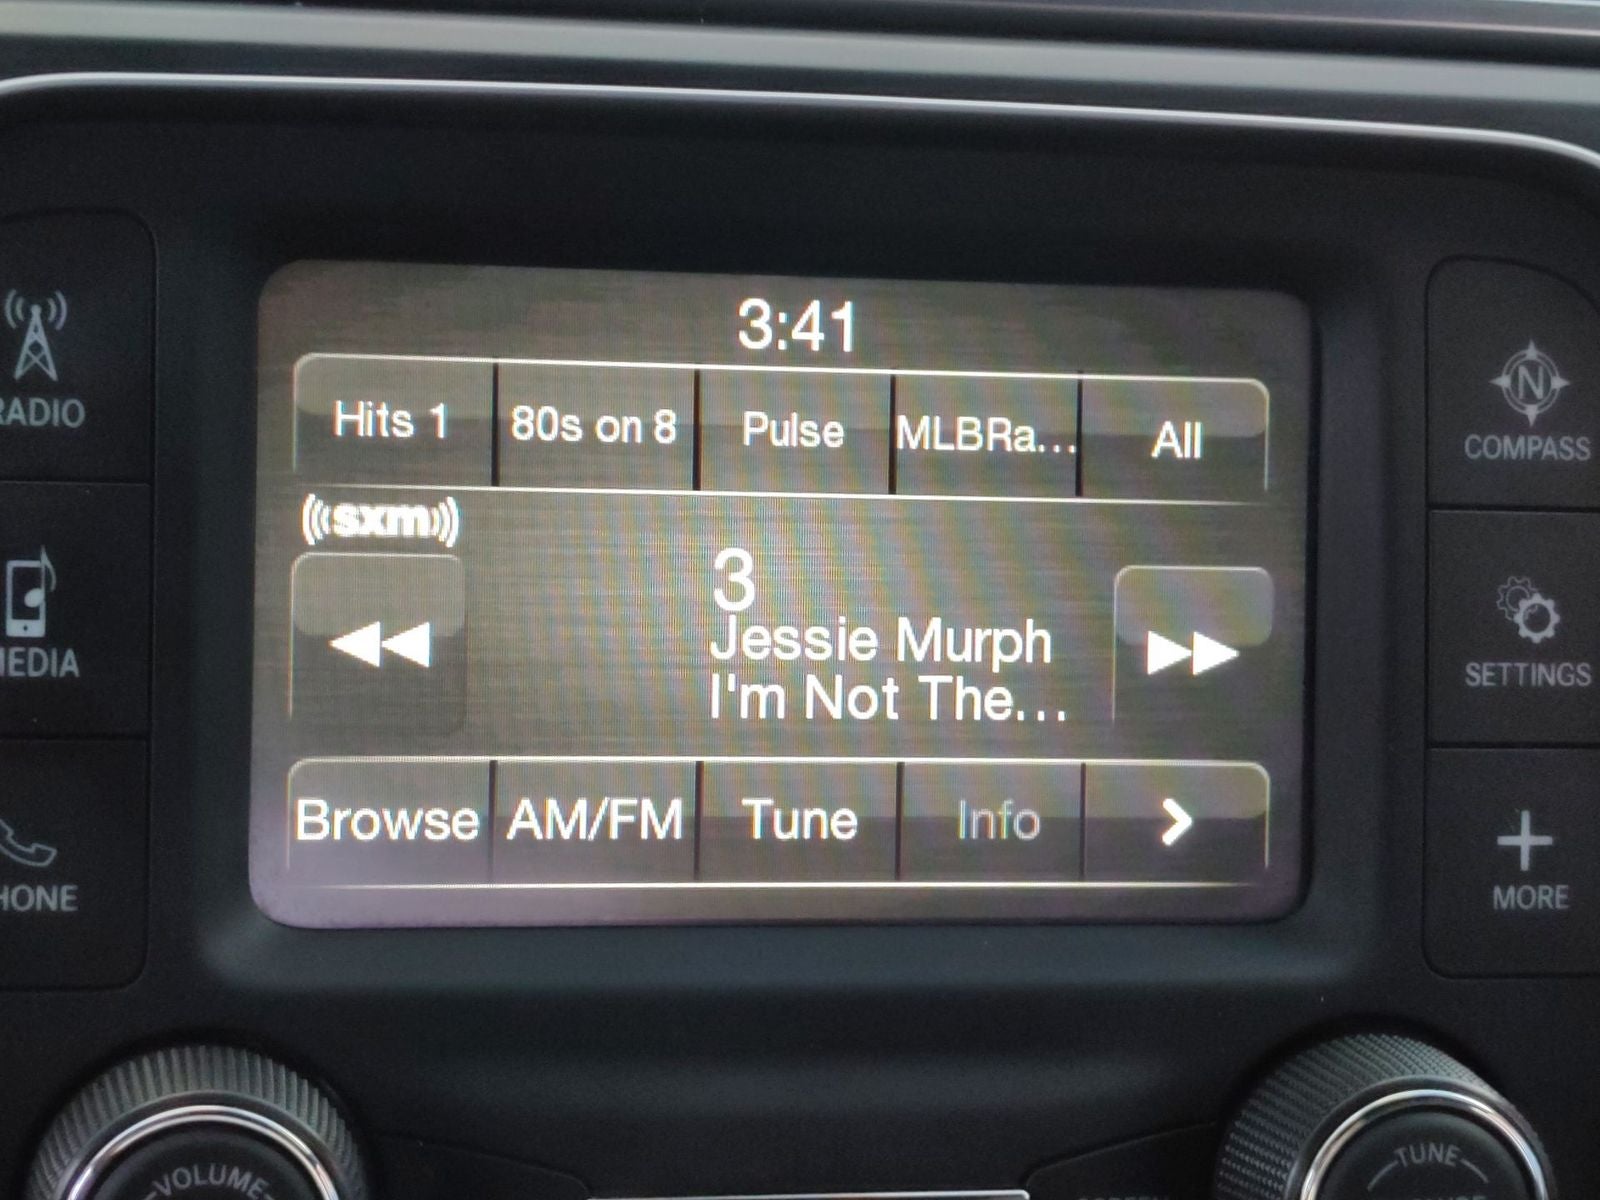 3:41
Hits 1 80s on 8 Pulse MLBRa... All
((sxm))
3
Jessie Murph
I'm Not The...
Browse AM/FM Tune Info >
RADIO
MEDIA
PHONE
N
COMPASS
SETTINGS
MORE
VOLUME
TUNE